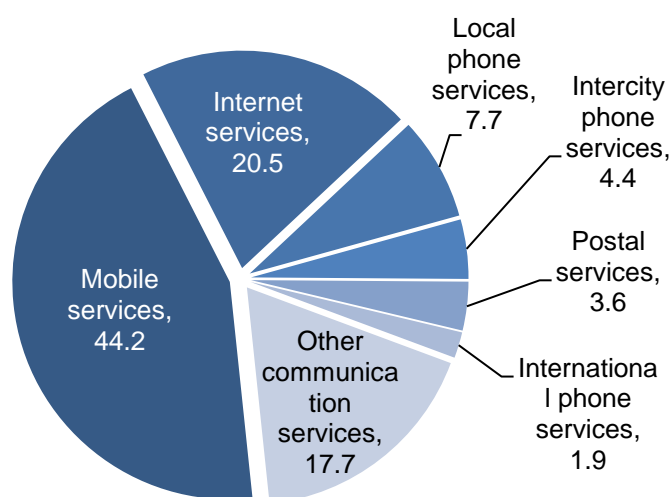 Internet
services,
20.5
Local
phone
services,
7.7
Intercity
phone
services,
4.4
Postal
services,
3.6
Internationa
l phone
services,
1.9
Other
communica
tion
services,
17.7
Mobile
services,
44.2